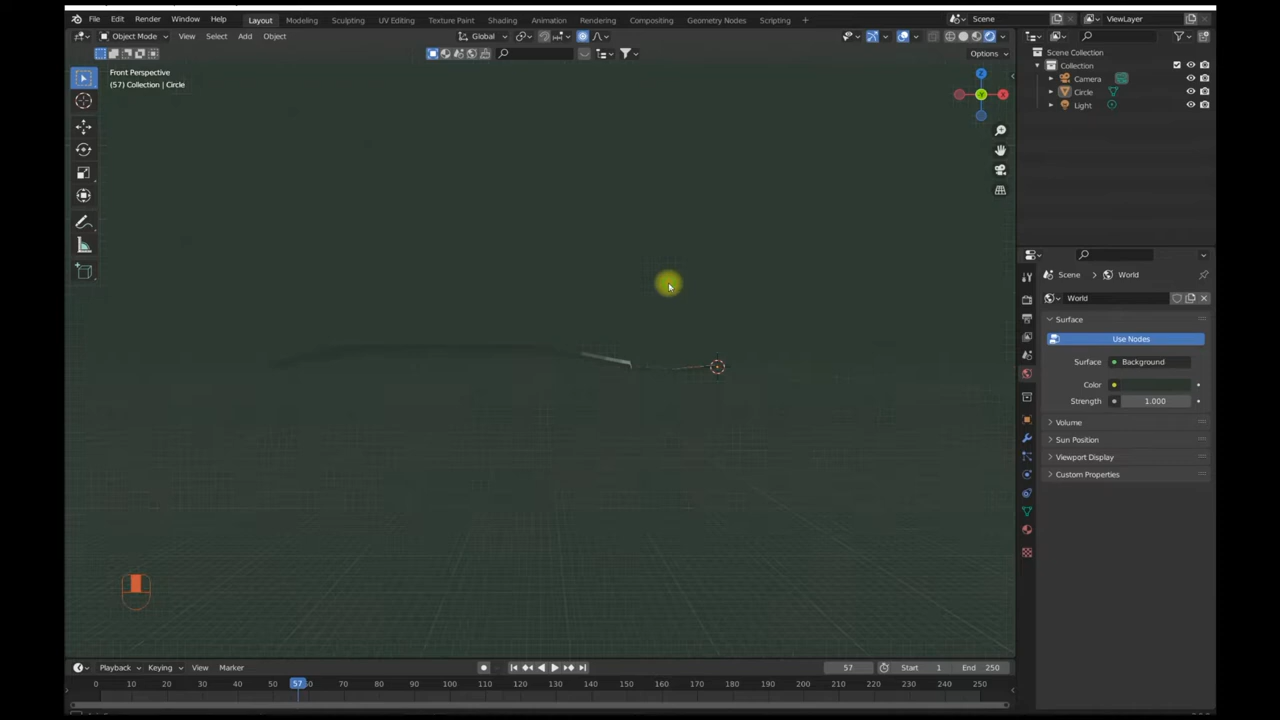 File Edit Render Window Help Layout Modeling Sculpting UV Editing Texture Paint Shading Animation Rendering Compositing Geometry Nodes Scripting + Scene ViewLayer
Object Mode View Select Add Object Global
Options
Front Perspective
(57) Collection | Circle
Z
X
Y
Scene Collection
Collection
Camera
Circle
Light
Scene World
World
Surface
Use Nodes
Surface Background
Color
Strength 1.000
Volume
Sun Position
Viewport Display
Custom Properties
Playback Keying View Marker 57 Start 1 End 250
0 10 20 30 40 50 57 60 70 80 90 100 110 120 130 140 150 160 170 180 190 200 210 220 230 240 250